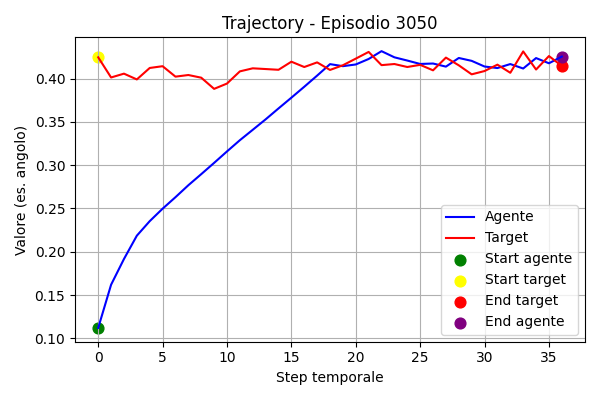 Trajectory - Episodio 3050
Valore (es. angolo)
0.40
0.35
0.30
0.25
0.20
0.15
0.10
0
5
10
15
20
25
30
35
Step temporale
Agente
Target
Start agente
Start target
End target
End agente